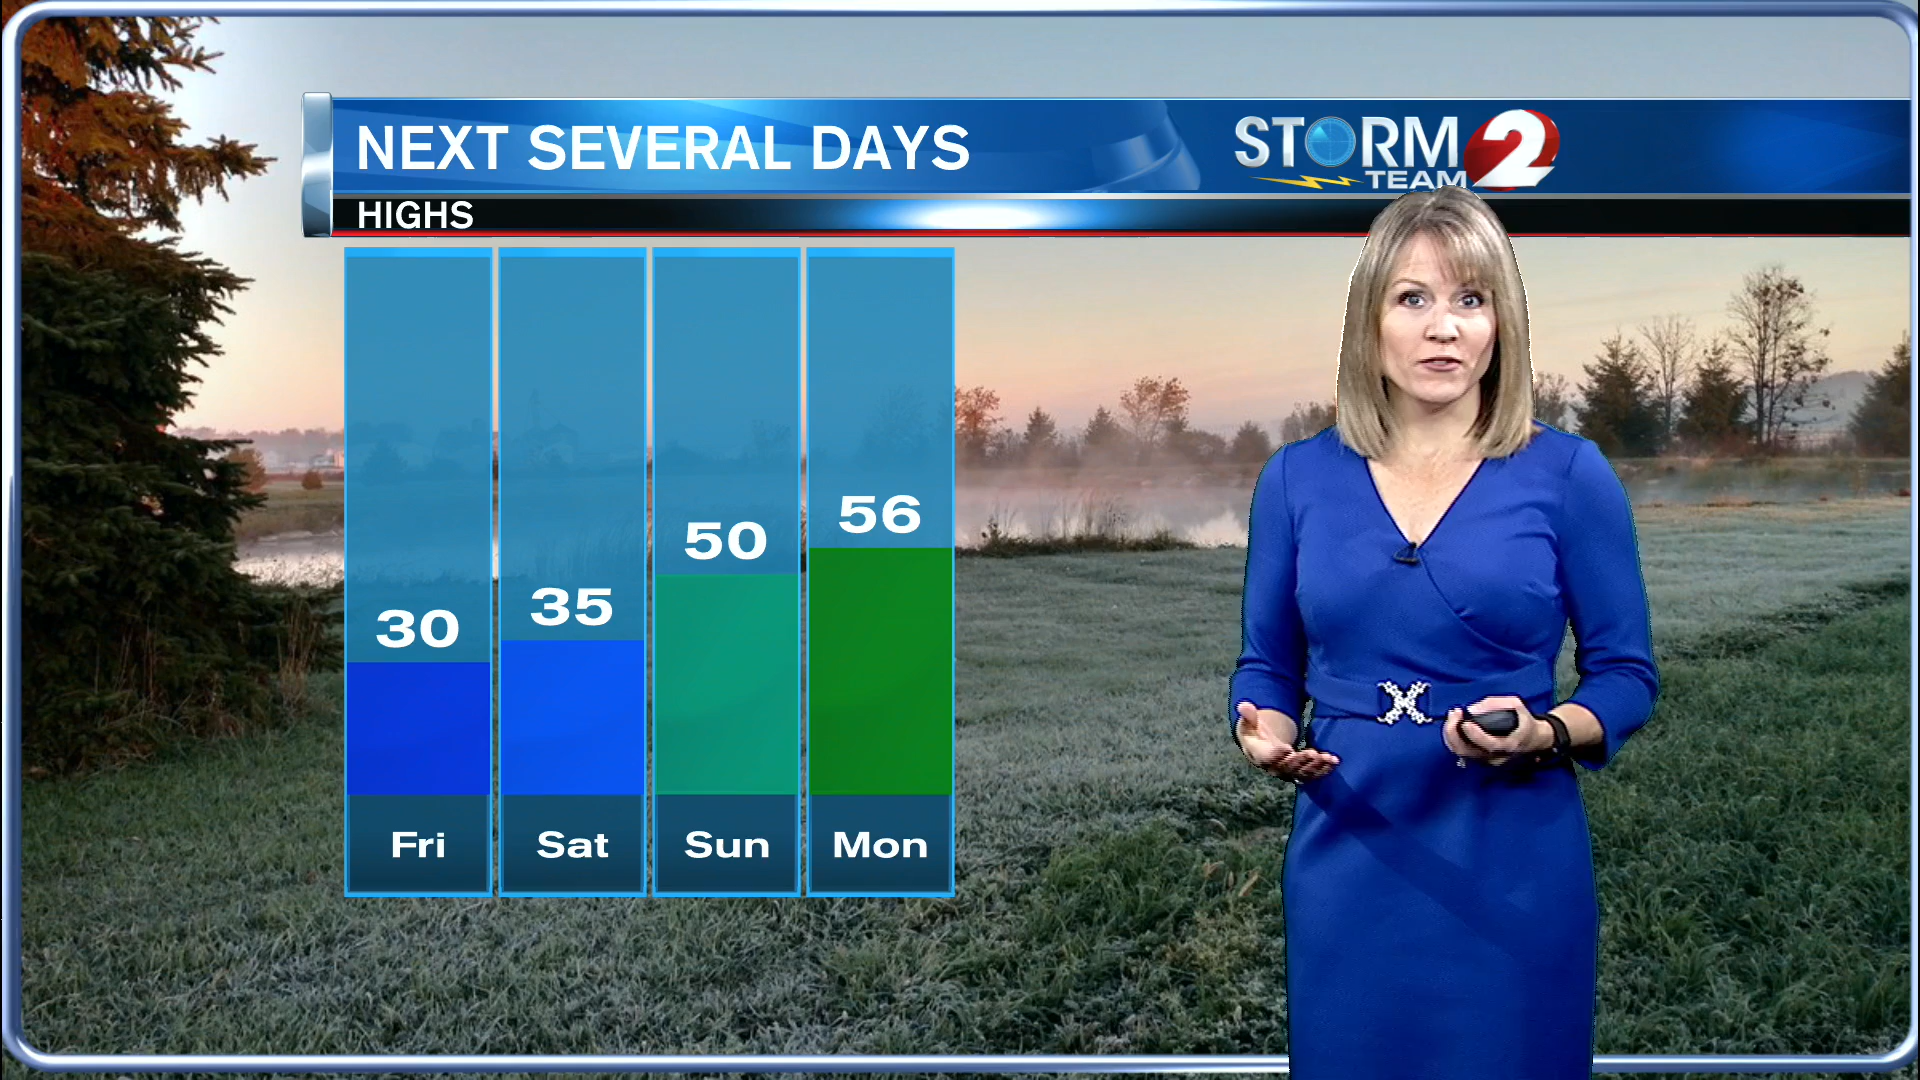 NEXT SEVERAL DAYS
STORM
TEAM 2
HIGHS
30
35
50
56
Fri
Sat
Sun
Mon